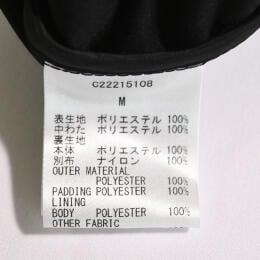 C22215108
M
表生地 ポリエステル 100%
中わた ポリエステル 100%
裏生地
本体 ポリエステル 100%
別布 ナイロン 100%
OUTER MATERIAL
POLYESTER 100%
PADDING POLYESTER 100%
LINING
BODY POLYESTER 100%
OTHER FABRIC
100%